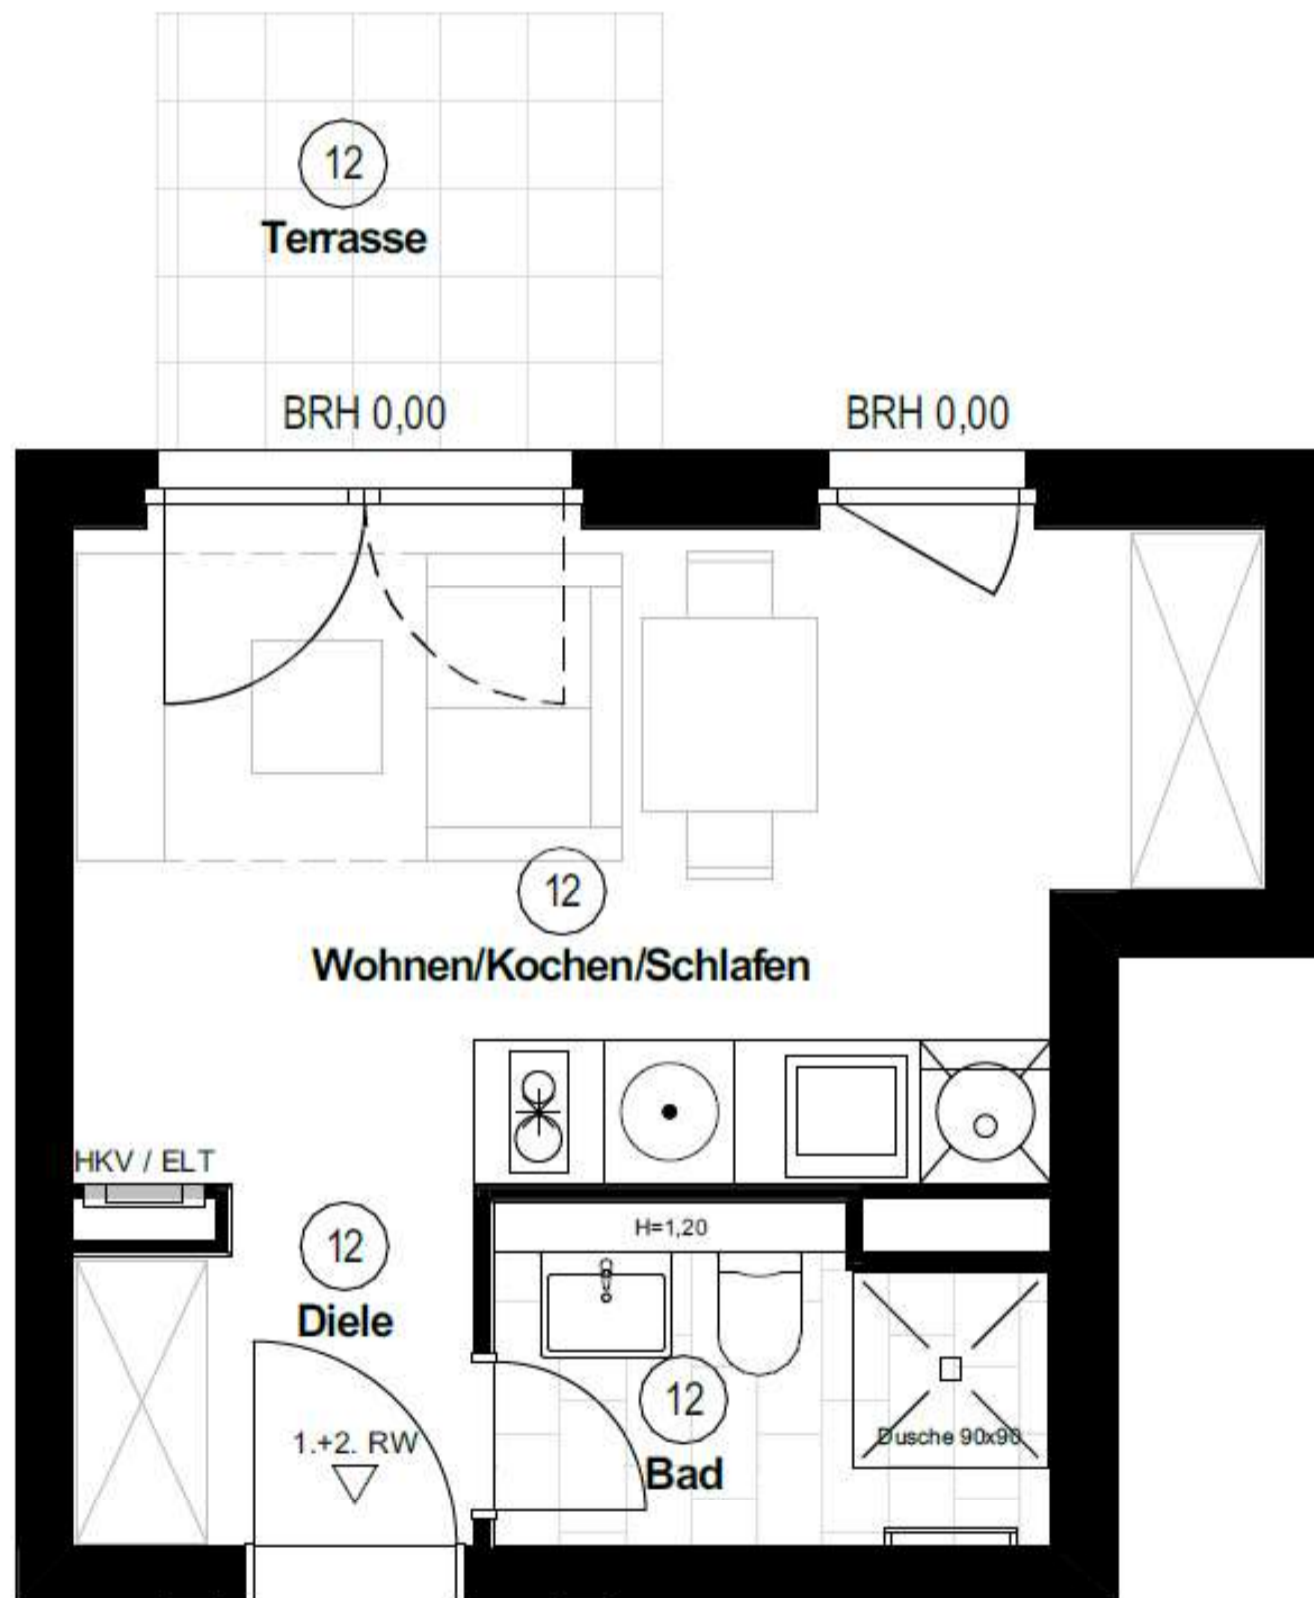 12
Terrasse
BRH 0,00
BRH 0,00
12
Wohnen/Kochen/Schlafen
HKV / ELT
12
Diele
H=1,20
12
Bad
Dusche 90x90
1.+2. RW